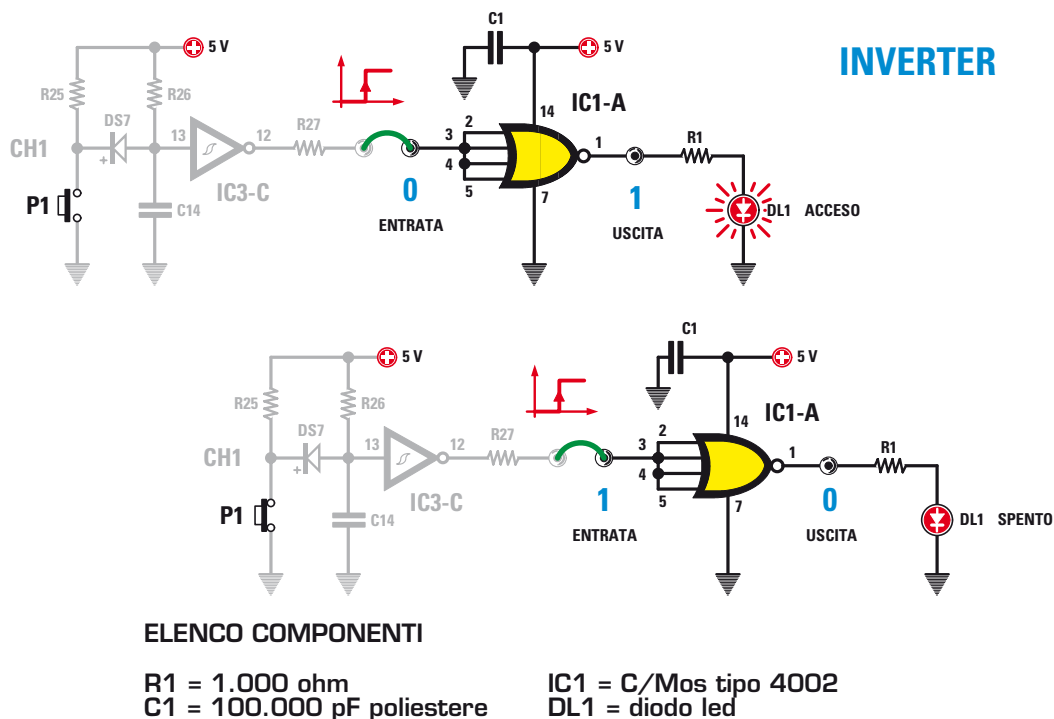 INVERTER
C1
5 V
5 V
R25
R26
14
IC1-A
DS7
CH1
+
13
12
R27
2
3
4
5
1
R1
P1
IC3-C
C14
0
ENTRATA
7
1
USCITA
DL1 ACCESO
C1
5 V
5 V
R25
R26
14
IC1-A
DS7
CH1
+
13
12
R27
2
3
4
5
1
R1
P1
IC3-C
C14
1
ENTRATA
7
0
USCITA
DL1 SPENTO
ELENCO COMPONENTI
R1 = 1.000 ohm
C1 = 100.000 pF poliestere
IC1 = C/Mos tipo 4002
DL1 = diodo led